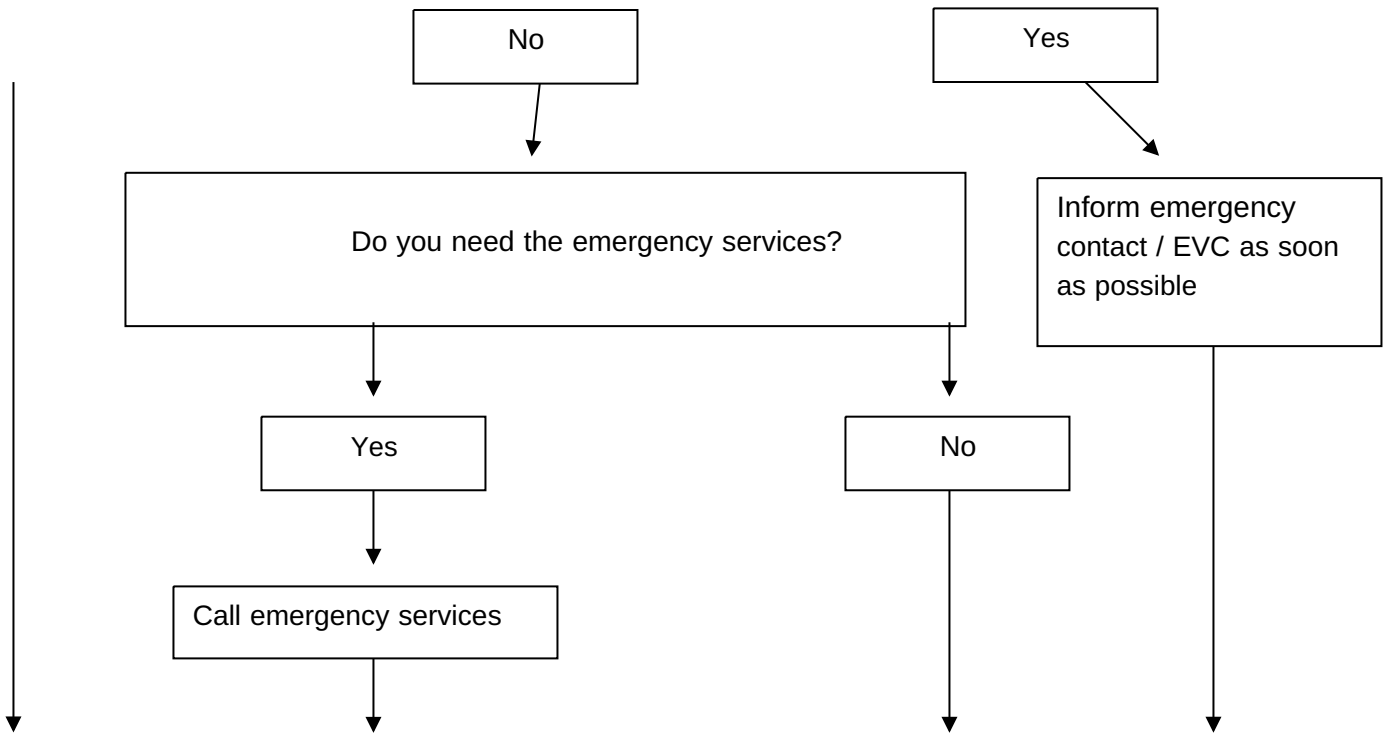 No
Yes
Do you need the emergency services?
Inform emergency
contact / EVC as soon
as possible
Yes
No
Call emergency services